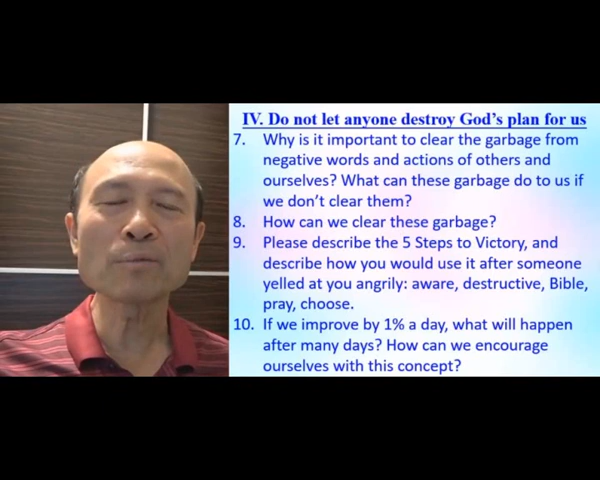 IV. Do not let anyone destroy God's plan for us
7. Why is it important to clear the garbage from
negative words and actions of others and
ourselves? What can these garbage do to us if
we don't clear them?
8. How can we clear these garbage?
9. Please describe the 5 Steps to Victory, and
describe how you would use it after someone
yelled at you angrily: aware, destructive, Bible,
pray, choose.
10. If we improve by 1% a day, what will happen
after many days? How can we encourage
ourselves with this concept?